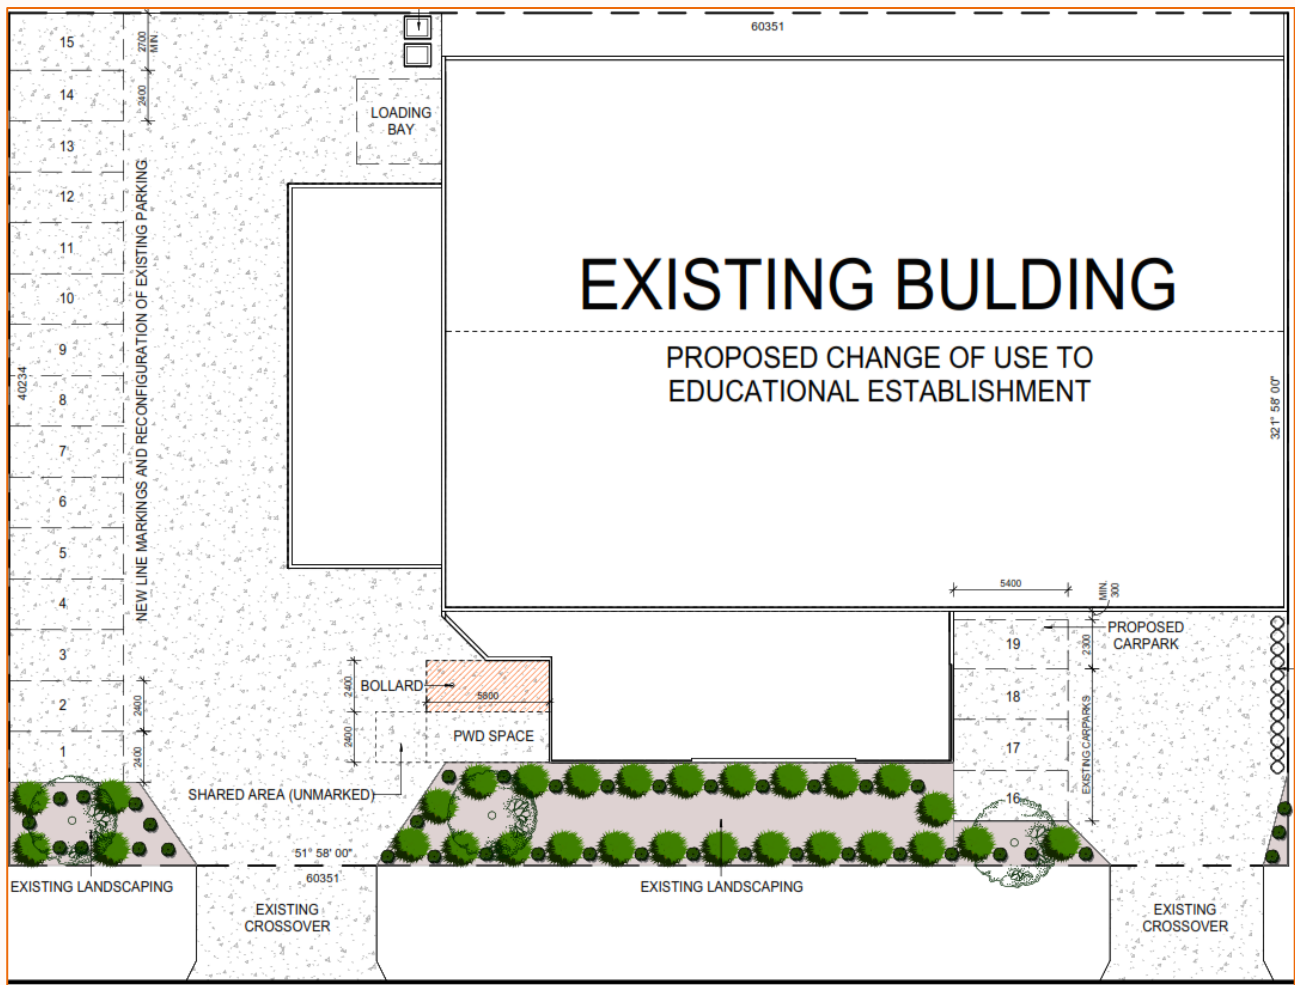 60351
15
2700
MIN.
14
2400
LOADING
BAY
13
12
11
10
9
8
7
6
5
4
3
2
1
40234
NEW LINE MARKINGS AND RECONFIGURATION OF EXISTING PARKING
EXISTING BULDING
PROPOSED CHANGE OF USE TO
EDUCATIONAL ESTABLISHMENT
321° 58' 00"
5400
MIN.
300
PROPOSED
CARPARK
19
2300
18
17
16
EXISTING CARPARKS
BOLLARD
2400
5800
2400
PWD SPACE
2400
2400
SHARED AREA (UNMARKED)
51° 58' 00"
60351
EXISTING LANDSCAPING
EXISTING LANDSCAPING
EXISTING
CROSSOVER
EXISTING
CROSSOVER